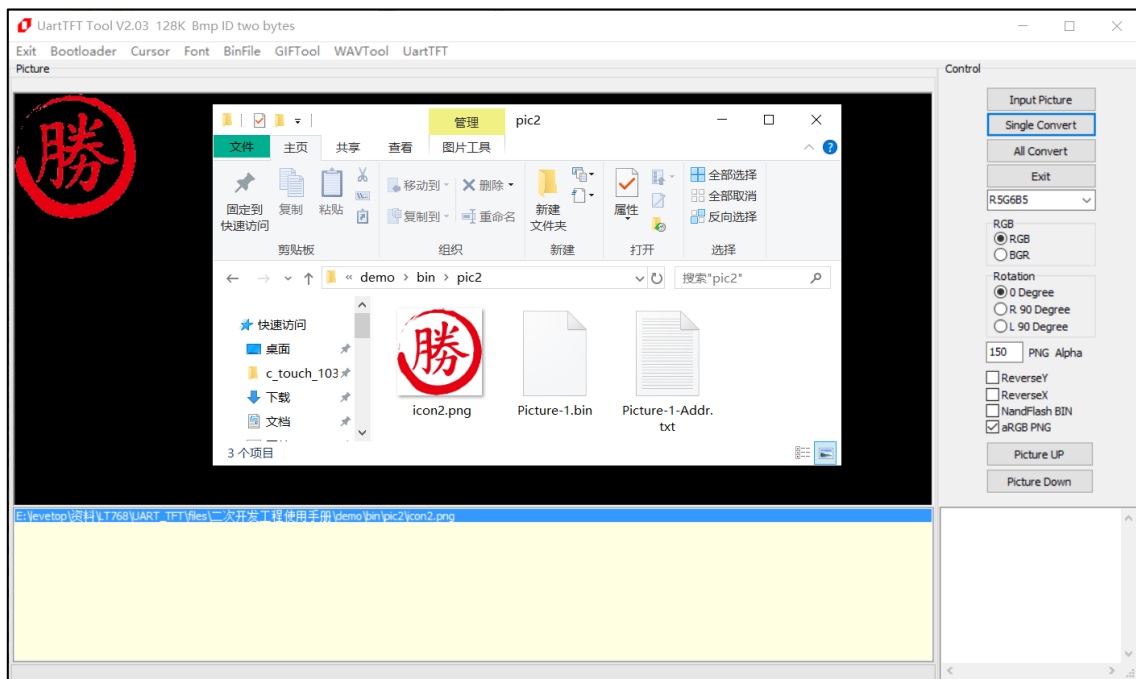 UartTFT Tool V2.03 128K Bmp ID two bytes
Exit Bootloader Cursor Font BinFile GIFTool WAVTool UartTFT
Picture
Control
勝
管理 pic2
文件 主页 共享 查看 图片工具
固定到
快速访问
复制
粘贴
剪贴板
移动到
复制到
删除
重命名
组织
新建
文件夹
新建
属性
打开
全部选择
全部取消
反向选择
选择
« demo › bin › pic2
搜索"pic2"
快速访问
桌面
c_touch_103
下载
文档
勝
icon2.png
Picture-1.bin
Picture-1-Addr.
txt
3 个项目
Input Picture
Single Convert
All Convert
Exit
R5G6B5
RGB
RGB
BGR
Rotation
0 Degree
R 90 Degree
L 90 Degree
150 PNG Alpha
ReverseY
ReverseX
NandFlash BIN
aRGB PNG
Picture UP
Picture Down
E:\levetop\资料\LT768\UART_TFT\files\二次开发工程使用手册\demo\bin\pic2\icon2.png